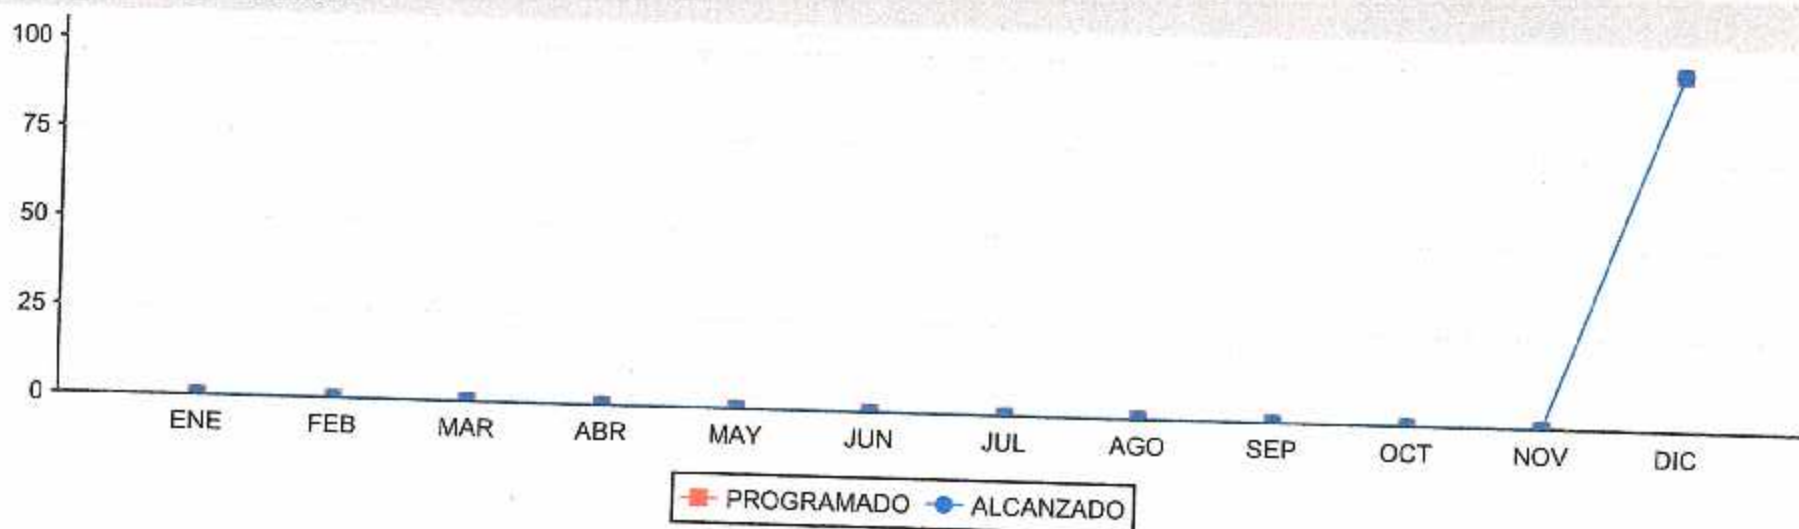 100
75
50
25
0
ENE FEB MAR ABR MAY JUN JUL AGO SEP OCT NOV DIC
PROGRAMADO ALCANZADO